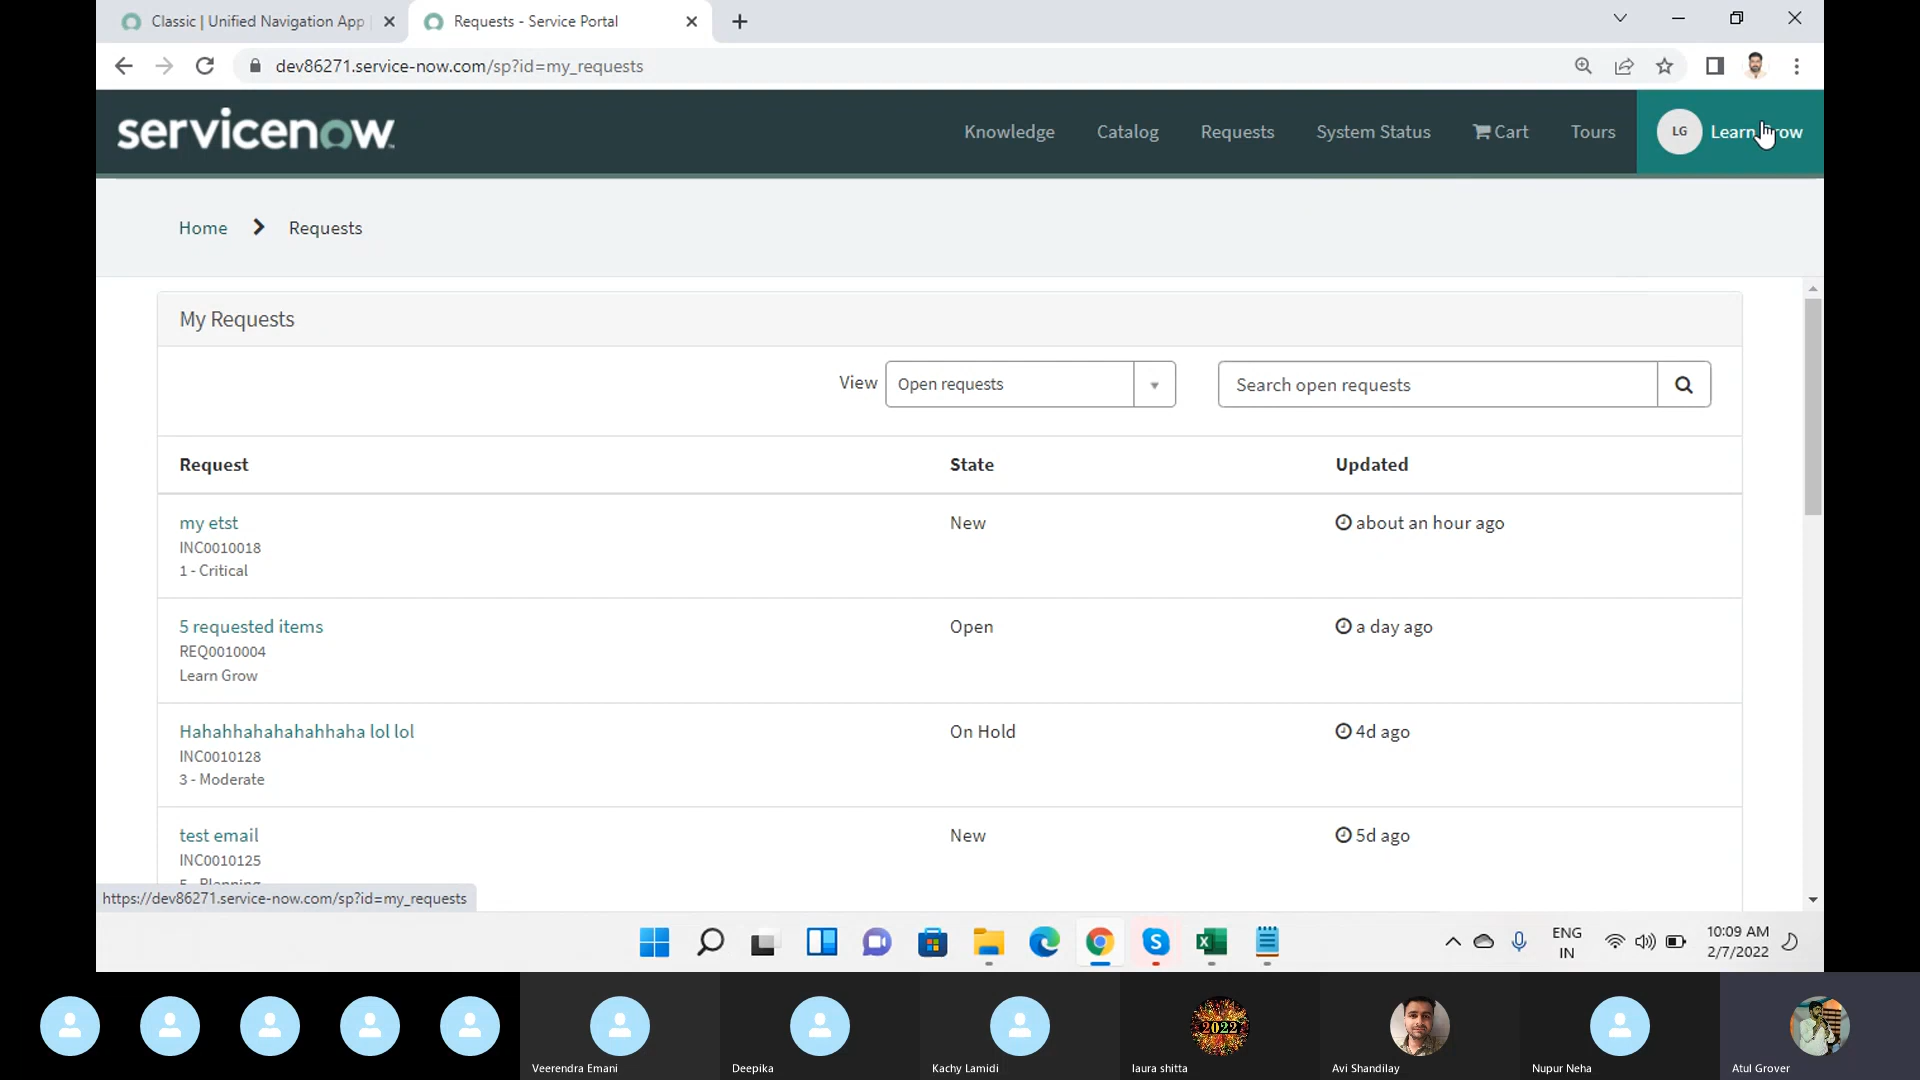 Classic | Unified Navigation App
Requests - Service Portal
dev86271.service-now.com/sp?id=my_requests
servicenow
Knowledge
Catalog
Requests
System Status
Cart
Tours
LG
Learn Grow
Home
Requests
My Requests
View
Open requests
Search open requests
Request
State
Updated
my etst
New
about an hour ago
INC0010018
1 - Critical
5 requested items
Open
a day ago
REQ0010004
Learn Grow
Hahahhahahahahhaha lol lol
On Hold
4d ago
INC0010128
3 - Moderate
test email
New
5d ago
INC0010125
5 - Planning
https://dev86271.service-now.com/sp?id=my_requests
ENG
IN
10:09 AM
2/7/2022
2022
Veerendra Emani
Deepika
Kachy Lamidi
laura shitta
Avi Shandilay
Nupur Neha
Atul Grover